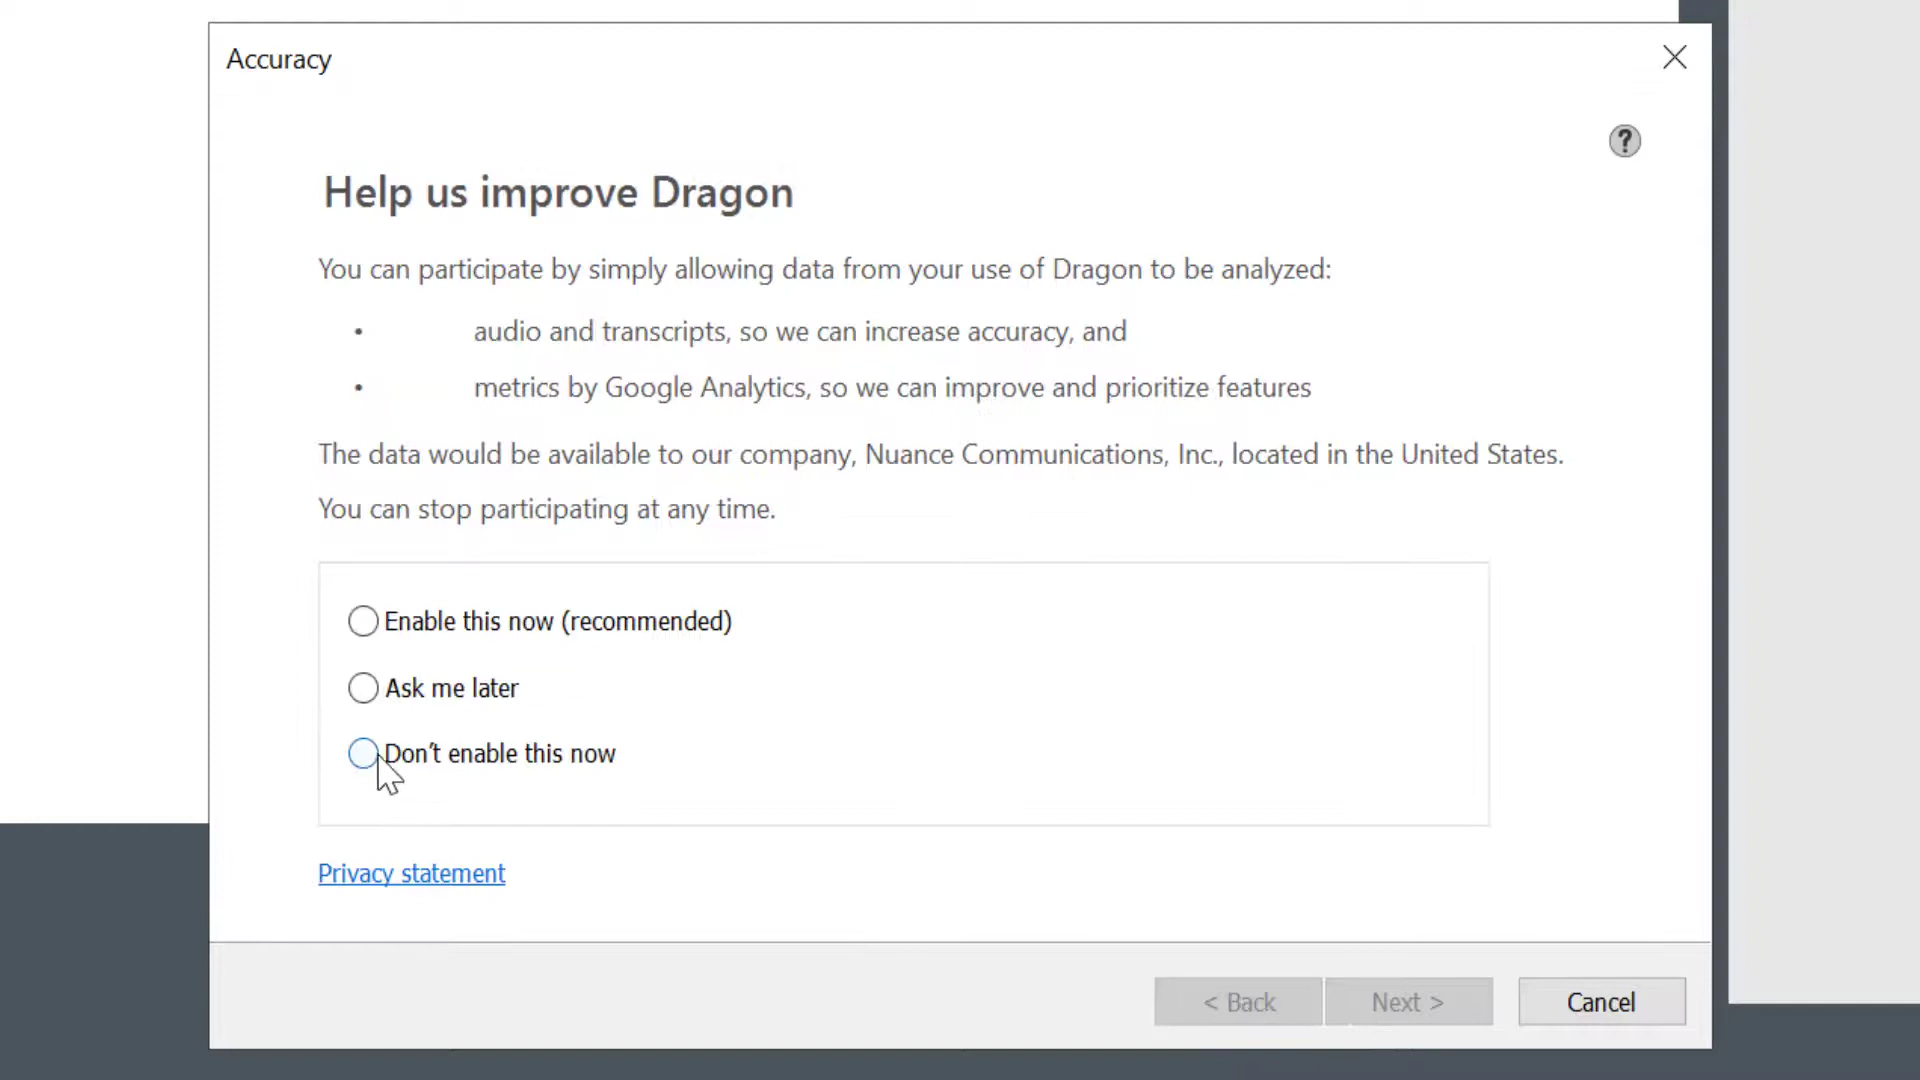 Accuracy
?
Help us improve Dragon
You can participate by simply allowing data from your use of Dragon to be analyzed:
• audio and transcripts, so we can increase accuracy, and
• metrics by Google Analytics, so we can improve and prioritize features
The data would be available to our company, Nuance Communications, Inc., located in the United States.
You can stop participating at any time.
Enable this now (recommended)
Ask me later
Don't enable this now
Privacy statement
< Back Next > Cancel